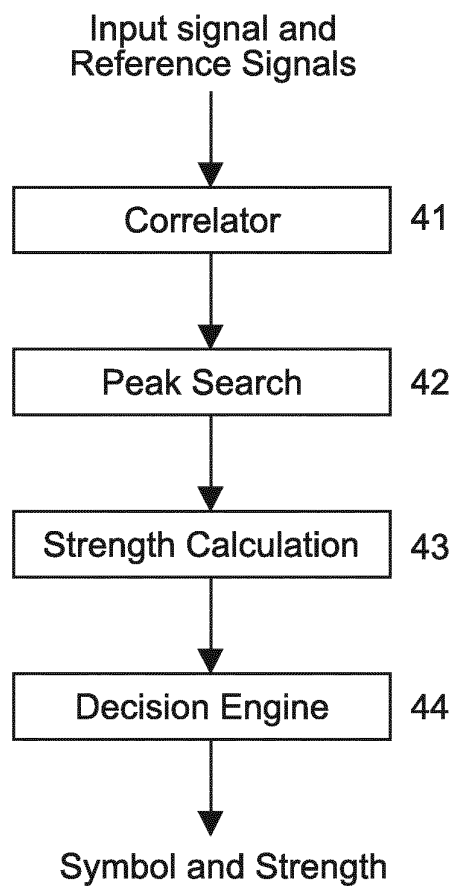 Input signal and
Reference Signals
Correlator 41
Peak Search 42
Strength Calculation 43
Decision Engine 44
Symbol and Strength